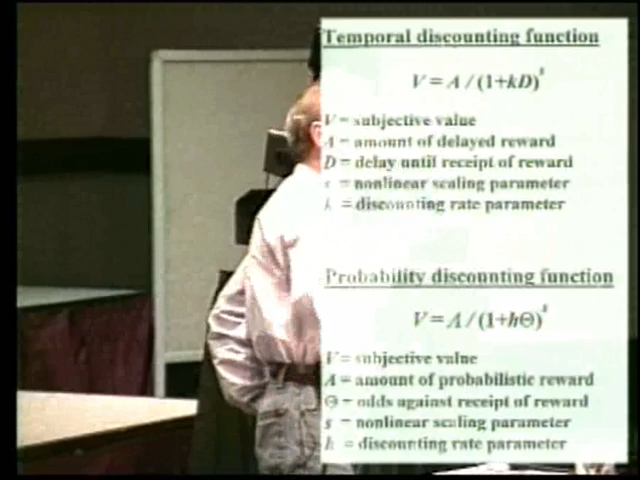 Temporal discounting function
V = A / (1+kD)^s
V = subjective value
A = amount of delayed reward
D = delay until receipt of reward
s = nonlinear scaling parameter
k = discounting rate parameter
Probability discounting function
V = A / (1+hΘ)^s
V = subjective value
A = amount of probabilistic reward
Θ = odds against receipt of reward
s = nonlinear scaling parameter
h = discounting rate parameter